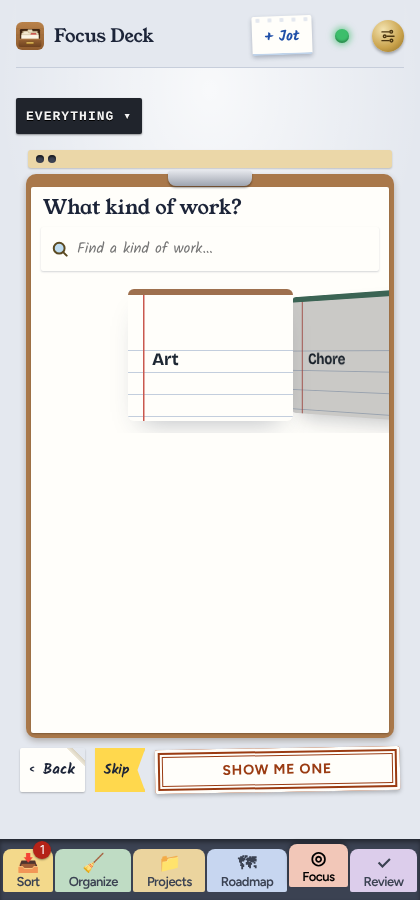 Focus Deck
+ Jot
EVERYTHING ▾
What kind of work?
Find a kind of work...
Art
Chore
< Back
Skip
SHOW ME ONE
1
Sort
Organize
Projects
Roadmap
Focus
Review